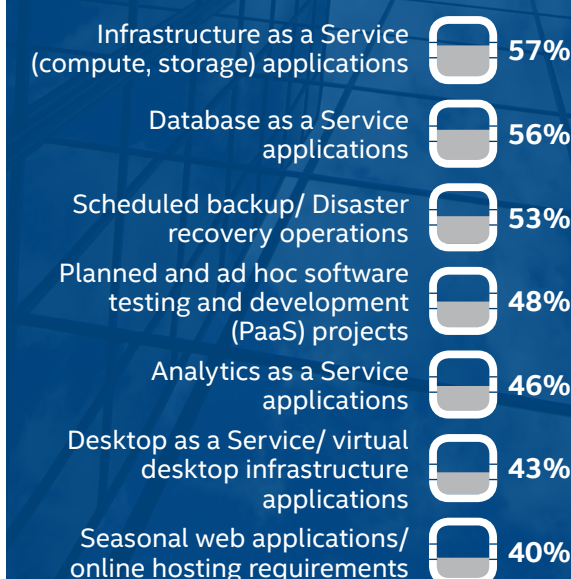 Infrastructure as a Service
(compute, storage) applications
57%
Database as a Service
applications
56%
Scheduled backup/ Disaster
recovery operations
53%
Planned and ad hoc software
testing and development
(PaaS) projects
48%
Analytics as a Service
applications
46%
Desktop as a Service/ virtual
desktop infrastructure
applications
43%
Seasonal web applications/
online hosting requirements
40%